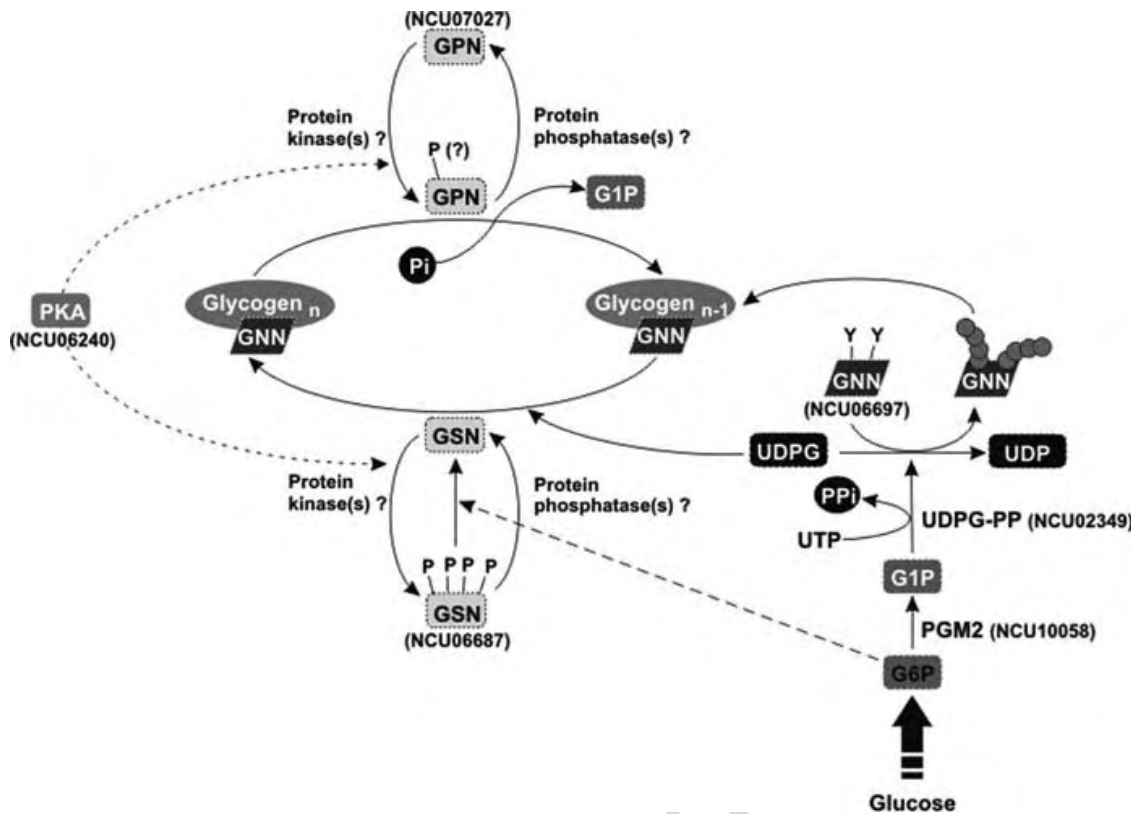 (NCU07027)
GPN
Protein
kinase(s) ?
Protein
phosphatase(s) ?
P (?)
GPN
G1P
Pi
Glycogen n
GNN
Glycogen n-1
GNN
PKA
(NCU06240)
Y Y
GNN
(NCU06697)
GNN
GSN
UDPG
UDP
Protein
kinase(s) ?
Protein
phosphatase(s) ?
PPi
UTP
UDPG-PP (NCU02349)
P P P P
GSN
(NCU06687)
G1P
PGM2 (NCU10058)
G6P
Glucose